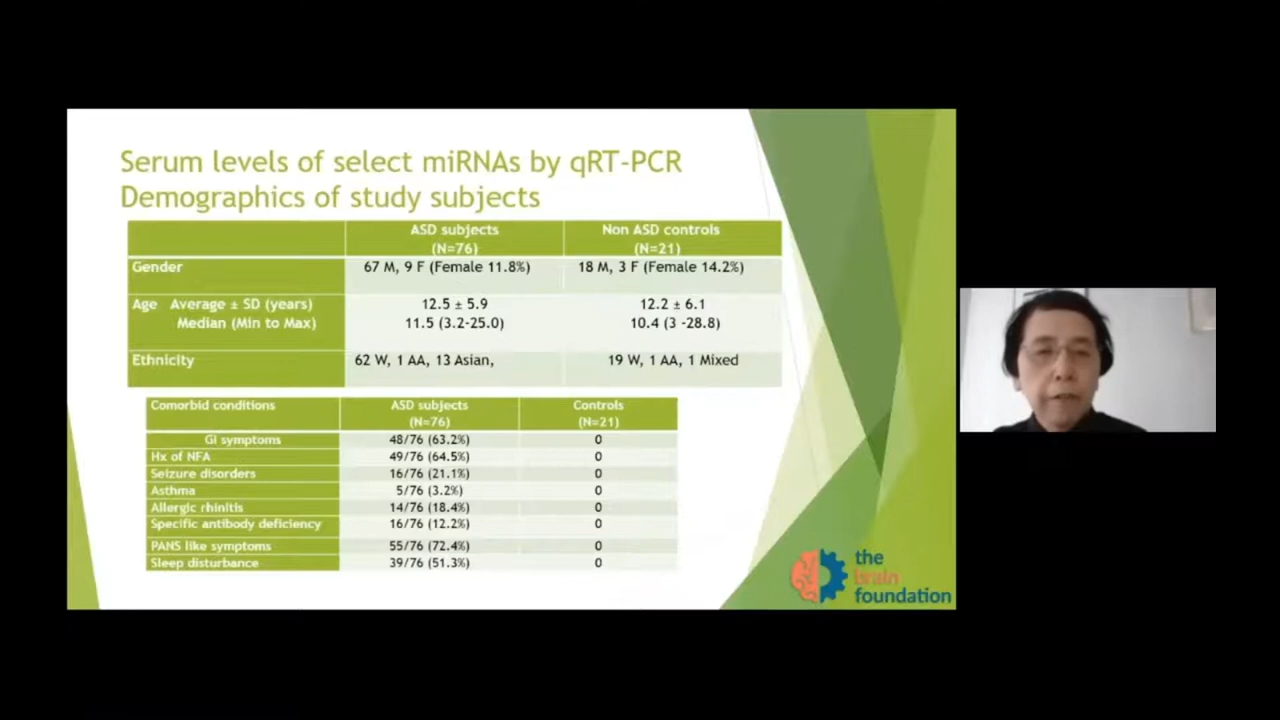 Serum levels of select miRNAs by qRT-PCR
Demographics of study subjects
ASD subjects (N=76) Non ASD controls (N=21)
Gender 67 M, 9 F (Female 11.8%) 18 M, 3 F (Female 14.2%)
Age Average ± SD (years) 12.5 ± 5.9 12.2 ± 6.1
Median (Min to Max) 11.5 (3.2-25.0) 10.4 (3 -28.8)
Ethnicity 62 W, 1 AA, 13 Asian, 19 W, 1 AA, 1 Mixed
Comorbid conditions ASD subjects (N=76) Controls (N=21)
GI symptoms 48/76 (63.2%) 0
Hx of NFA 49/76 (64.5%) 0
Seizure disorders 16/76 (21.1%) 0
Asthma 5/76 (3.2%) 0
Allergic rhinitis 14/76 (18.4%) 0
Specific antibody deficiency 16/76 (12.2%) 0
PANS like symptoms 55/76 (72.4%) 0
Sleep disturbance 39/76 (51.3%) 0
the
brain
foundation